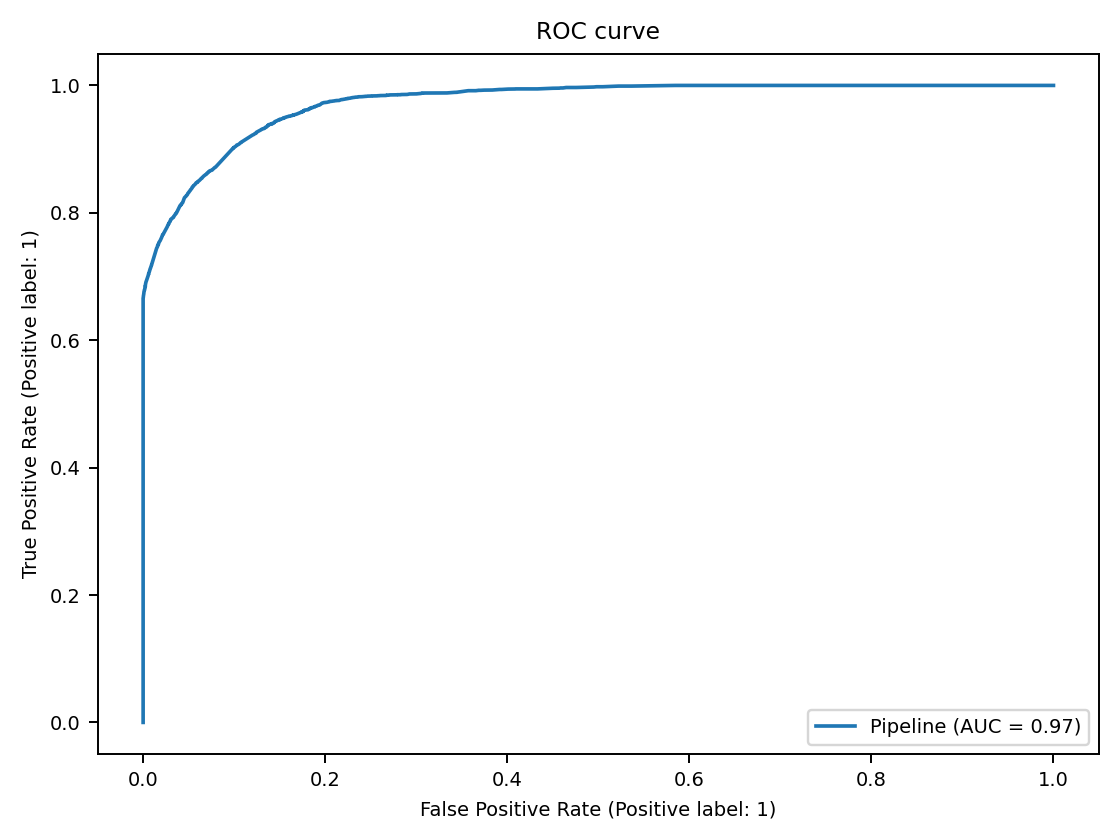 ROC curve
True Positive Rate (Positive label: 1)
1.0
0.8
0.6
0.4
0.2
0.0
0.0 0.2 0.4 0.6 0.8 1.0
False Positive Rate (Positive label: 1)
Pipeline (AUC = 0.97)